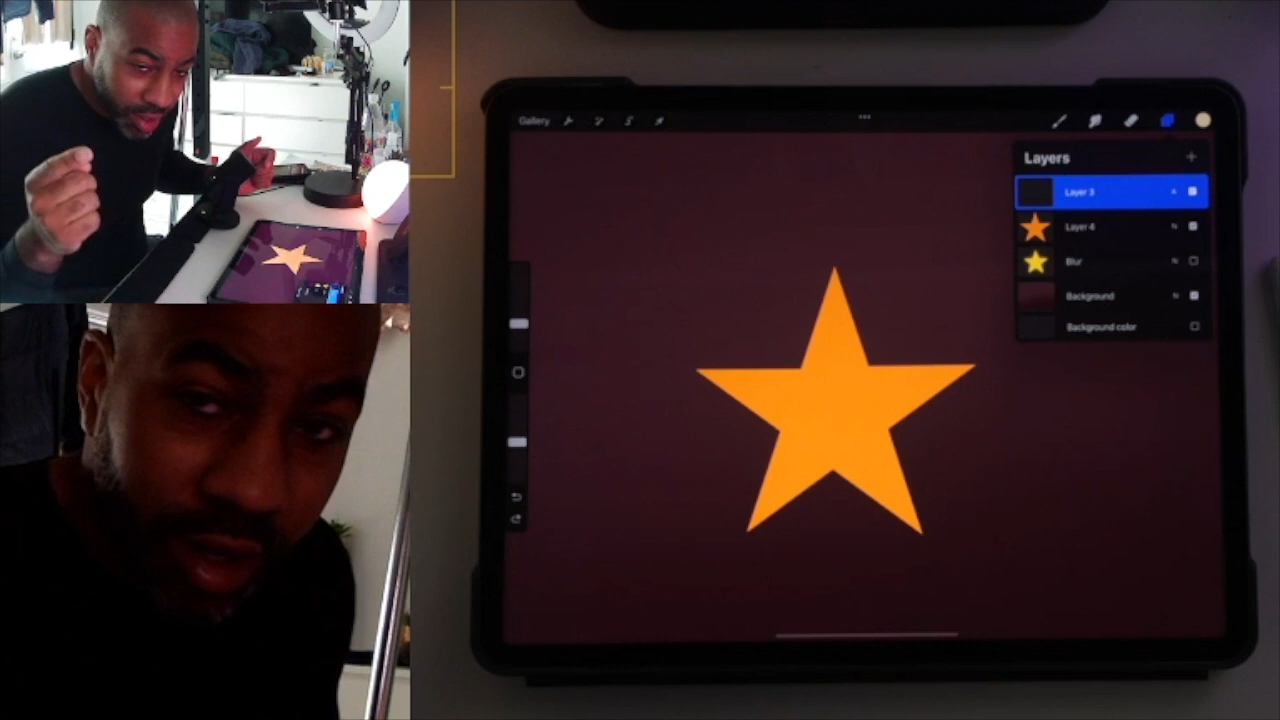 Gallery
Layers
Layer 3
Layer 4
N
Blur
N
Background
N
Background color